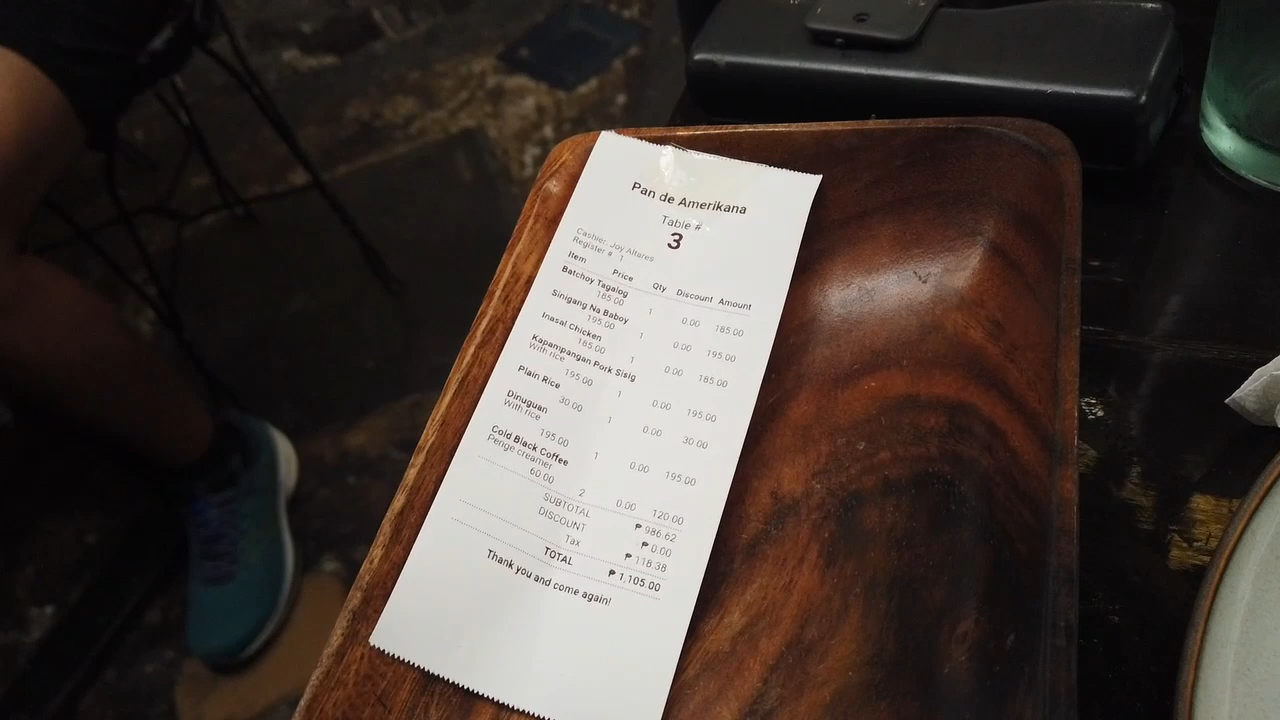 Pan de Amerikana
Table #
3
Cashier: Joy Altares
Register # 1
Item Price Qty Discount Amount
Batchoy Tagalog
185.00 1 0.00 185.00
Sinigang Na Baboy
195.00 1 0.00 195.00
Inasal Chicken
185.00 1 0.00 185.00
Kapampangan Pork Sisig
With rice
195.00 1 0.00 195.00
Plain Rice
30.00 1 0.00 30.00
Dinuguan
With rice
195.00 1 0.00 195.00
Cold Black Coffee
Perige creamer
60.00 2 0.00 120.00
SUBTOTAL ₱ 986.62
DISCOUNT ₱ 0.00
Tax ₱ 118.38
TOTAL ₱ 1,105.00
Thank you and come again!